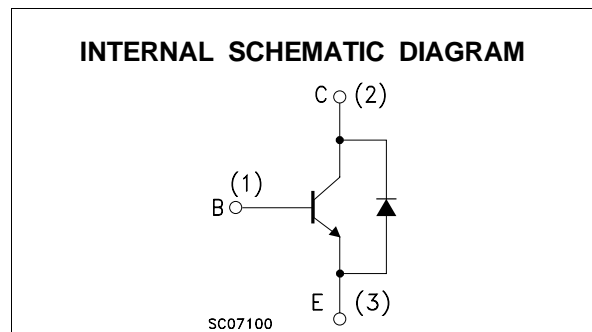 INTERNAL SCHEMATIC DIAGRAM
C (2)
(1)
B
E (3)
SC07100